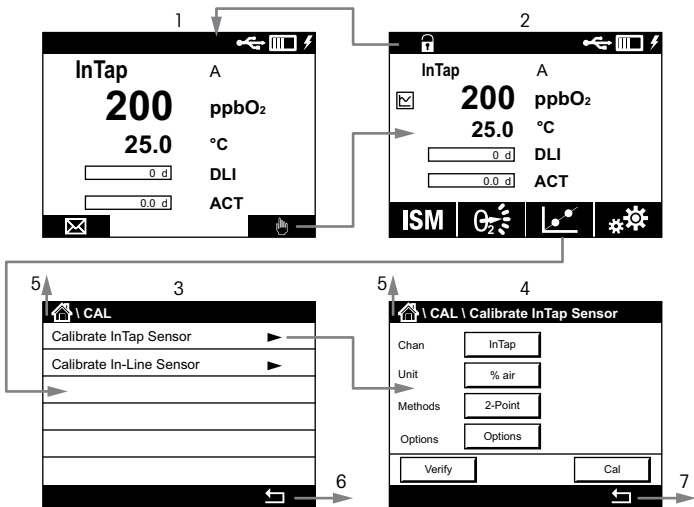 1
InTap A
200 ppbO₂
25.0 °C
0 d DLI
0.0 d ACT
2
InTap A
200 ppbO₂
25.0 °C
0 d DLI
0.0 d ACT
ISM O₂
5
3
\ CAL
Calibrate InTap Sensor
Calibrate In-Line Sensor
6
5
4
\ CAL \ Calibrate InTap Sensor
Chan InTap
Unit % air
Methods 2-Point
Options Options
Verify Cal
7